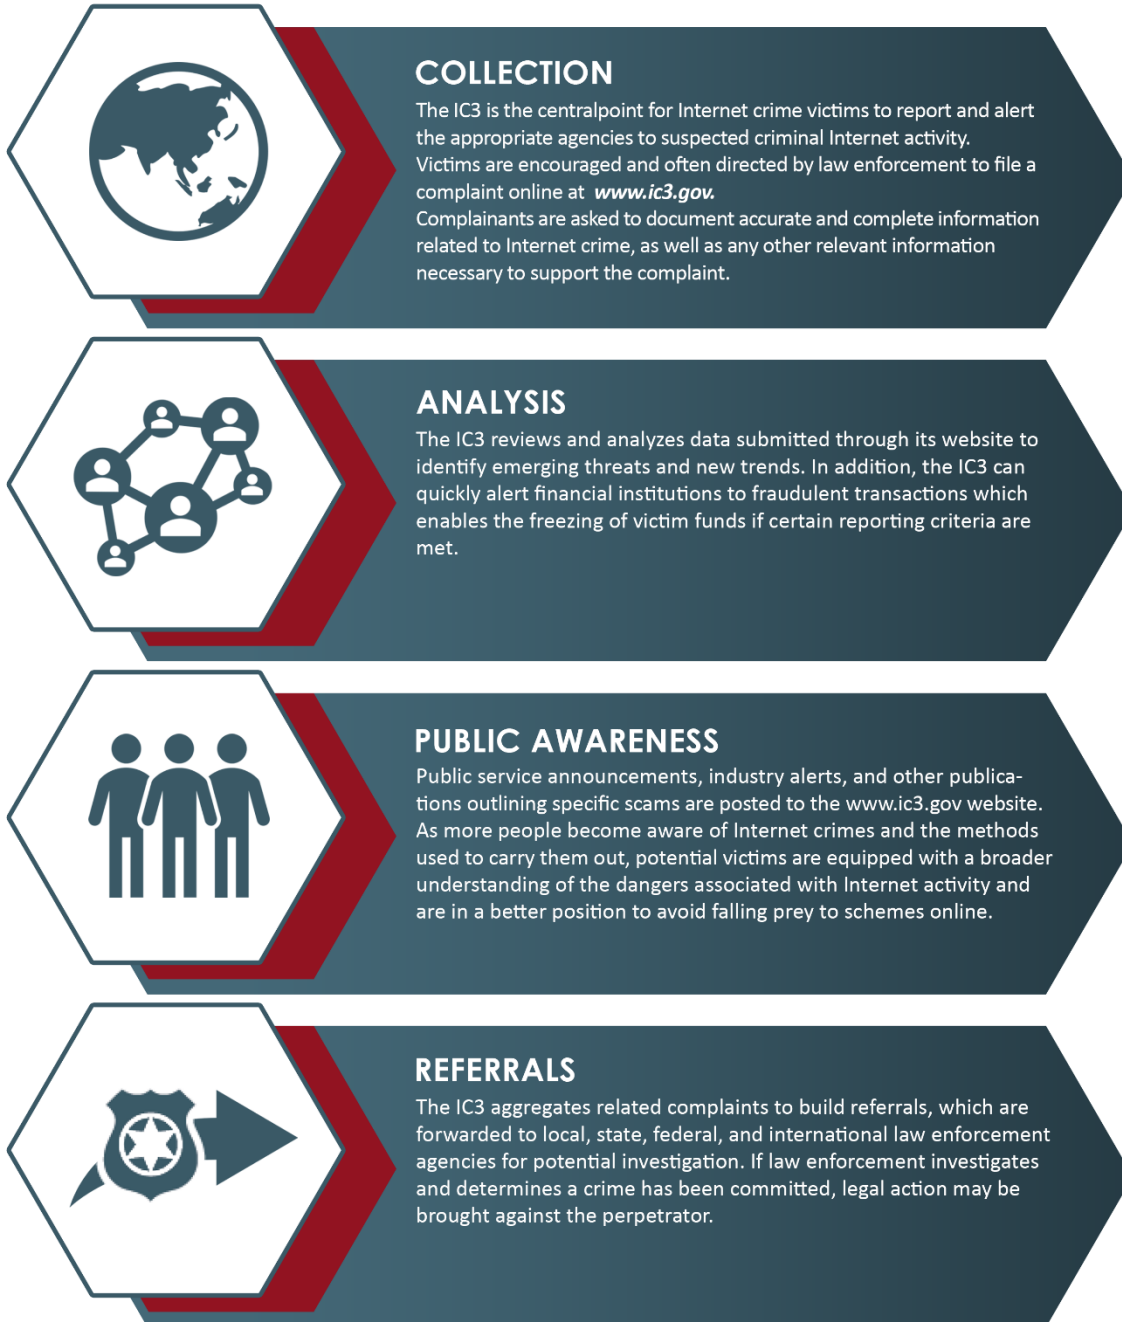 COLLECTION
The IC3 is the centralpoint for Internet crime victims to report and alert
the appropriate agencies to suspected criminal Internet activity.
Victims are encouraged and often directed by law enforcement to file a
complaint online at www.ic3.gov.
Complainants are asked to document accurate and complete information
related to Internet crime, as well as any other relevant information
necessary to support the complaint.
ANALYSIS
The IC3 reviews and analyzes data submitted through its website to
identify emerging threats and new trends. In addition, the IC3 can
quickly alert financial institutions to fraudulent transactions which
enables the freezing of victim funds if certain reporting criteria are
met.
PUBLIC AWARENESS
Public service announcements, industry alerts, and other publica-
tions outlining specific scams are posted to the www.ic3.gov website.
As more people become aware of Internet crimes and the methods
used to carry them out, potential victims are equipped with a broader
understanding of the dangers associated with Internet activity and
are in a better position to avoid falling prey to schemes online.
REFERRALS
The IC3 aggregates related complaints to build referrals, which are
forwarded to local, state, federal, and international law enforcement
agencies for potential investigation. If law enforcement investigates
and determines a crime has been committed, legal action may be
brought against the perpetrator.